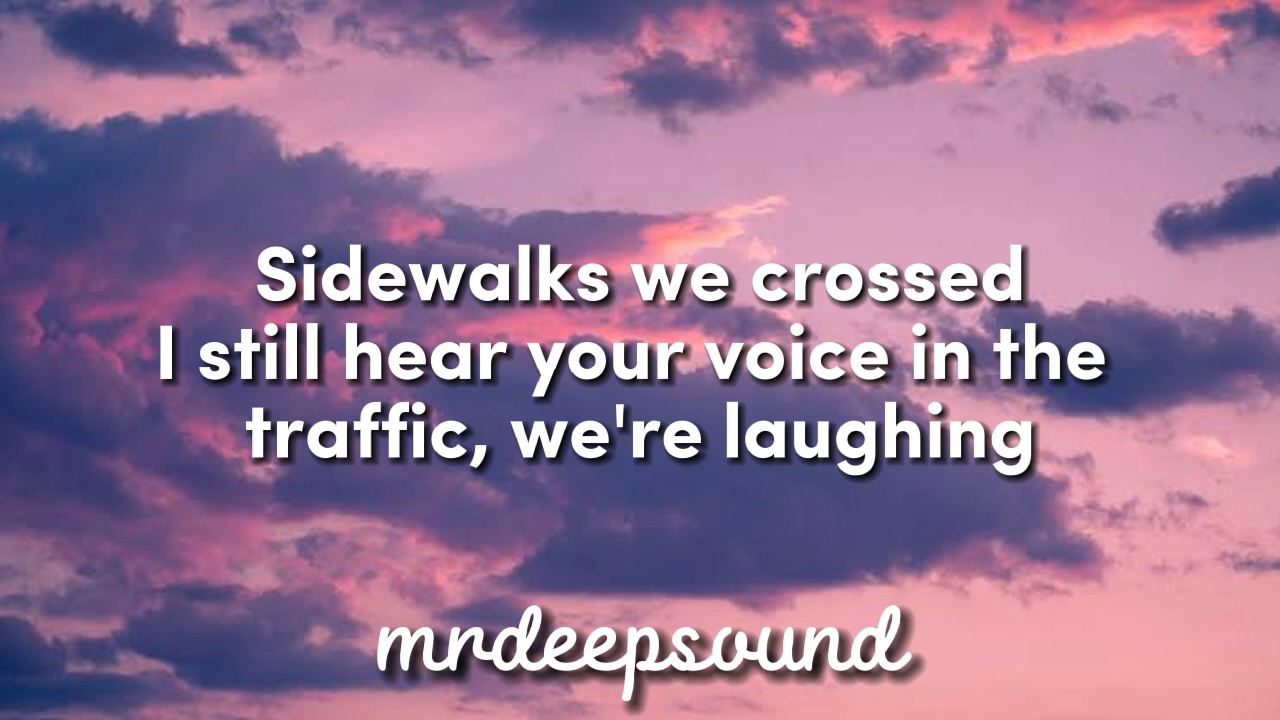 Sidewalks we crossed
I still hear your voice in the
traffic, we're laughing
mrdeepsound